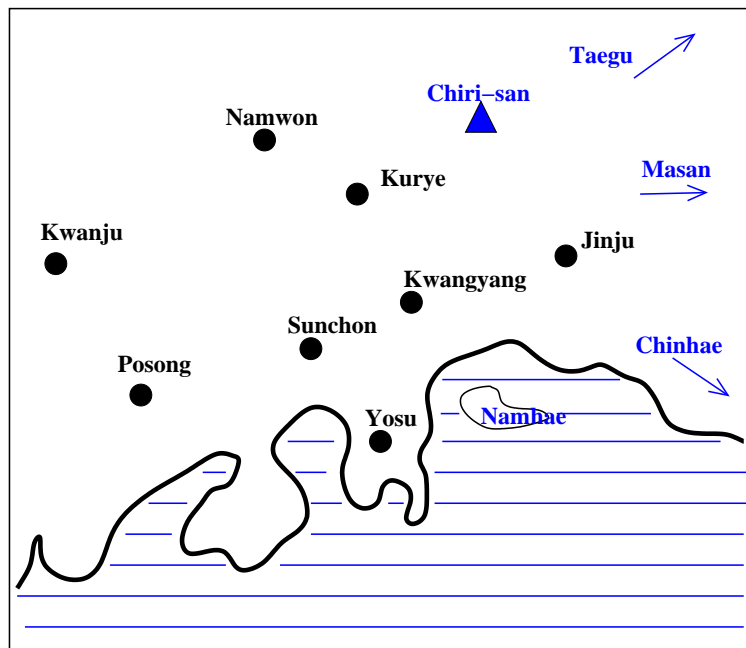 Taegu
Chiri−san
Namwon
Masan
Kurye
Kwanju
Jinju
Kwangyang
Sunchon
Chinhae
Posong
Yosu
Namhae